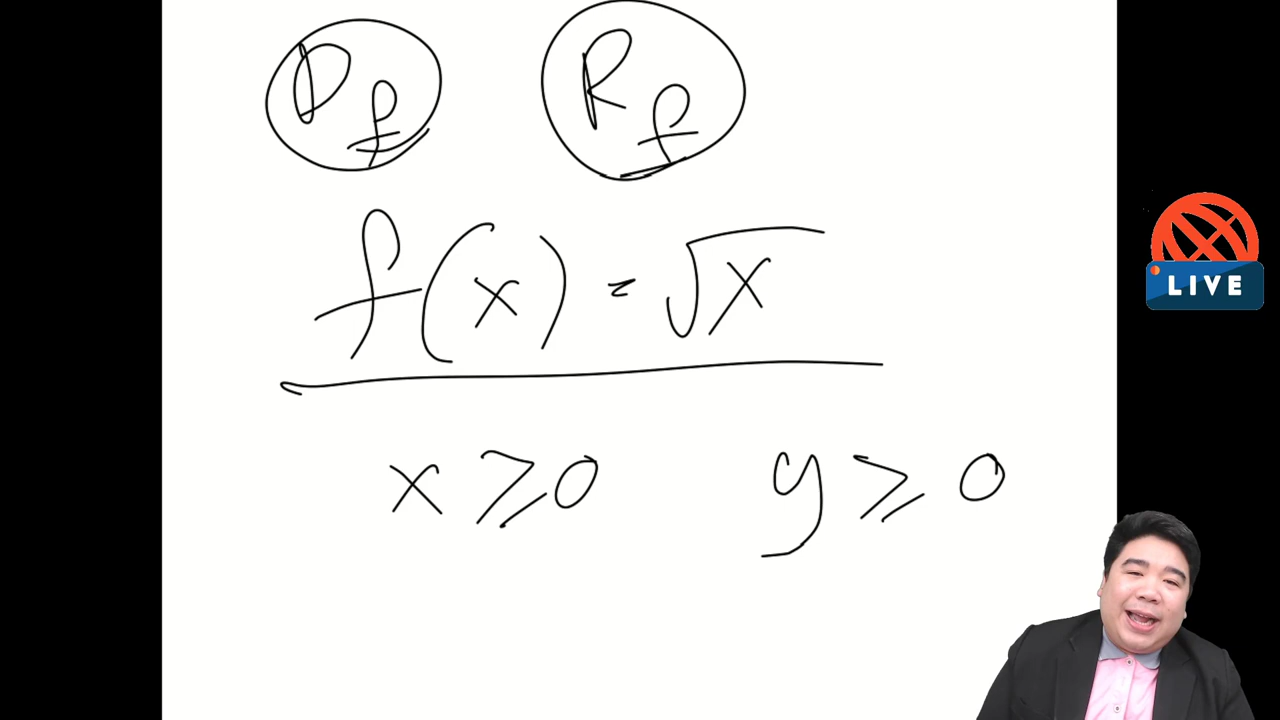 D_f R_f
f(x) = √x
x ⩾ 0 y ⩾ 0
LIVE